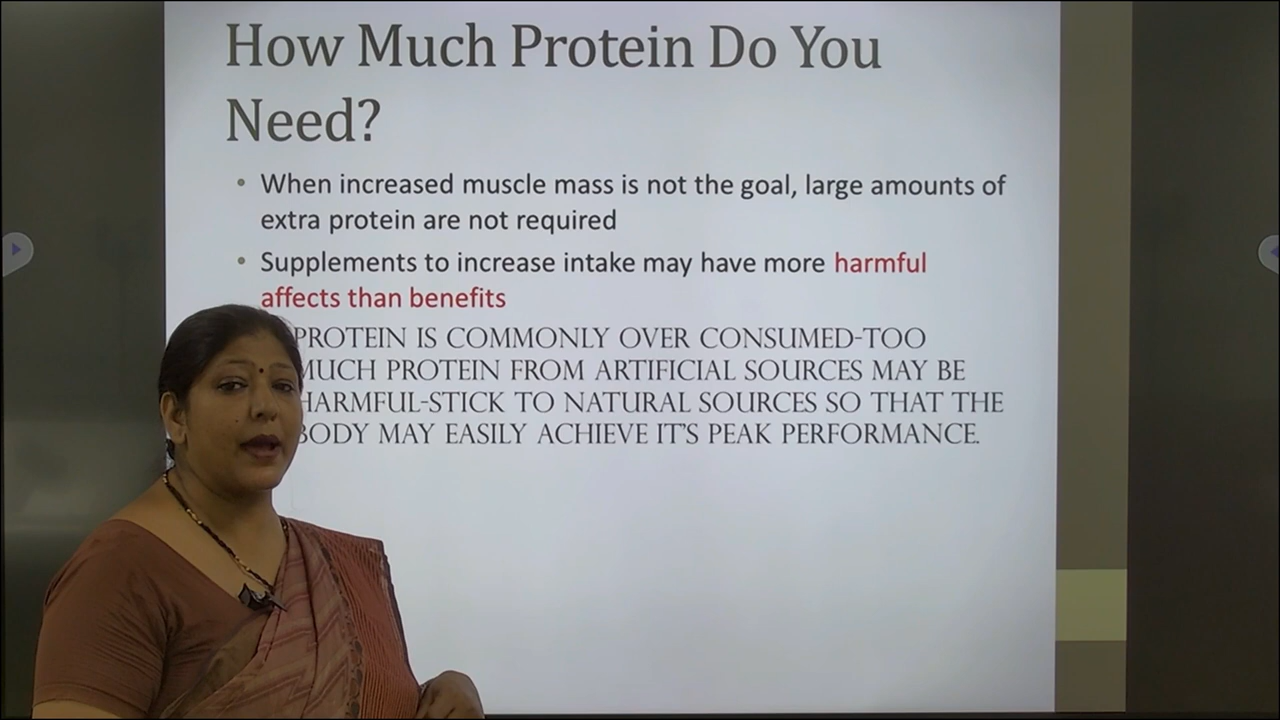 How Much Protein Do You
Need?
• When increased muscle mass is not the goal, large amounts of
extra protein are not required
• Supplements to increase intake may have more harmful
affects than benefits
PROTEIN IS COMMONLY OVER CONSUMED-TOO
MUCH PROTEIN FROM ARTIFICIAL SOURCES MAY BE
HARMFUL-STICK TO NATURAL SOURCES SO THAT THE
BODY MAY EASILY ACHIEVE IT'S PEAK PERFORMANCE.